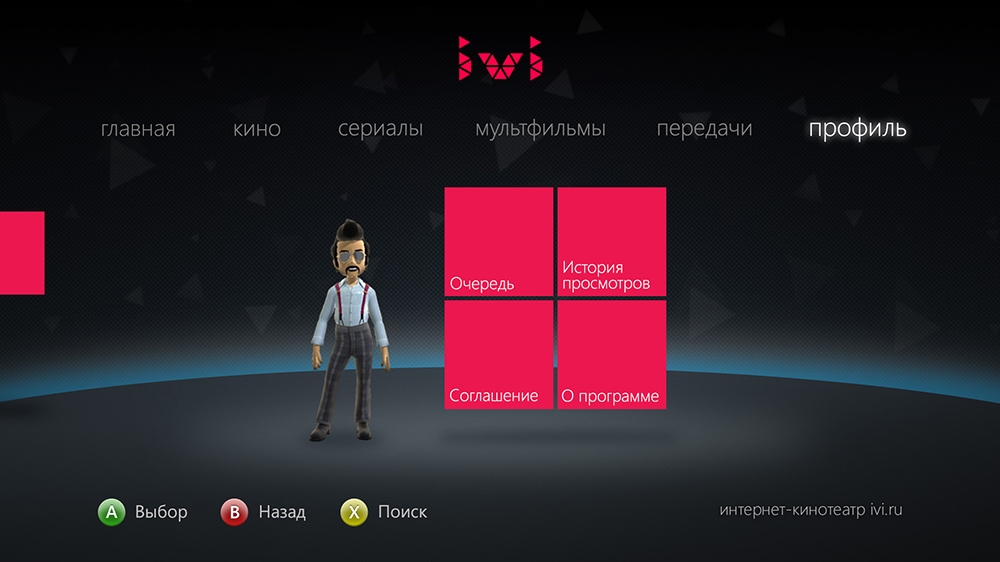 ivi
главная кино сериалы мультфильмы передачи профиль
Очередь
История
просмотров
Соглашение
О программе
A Выбор B Назад X Поиск
интернет-кинотеатр ivi.ru